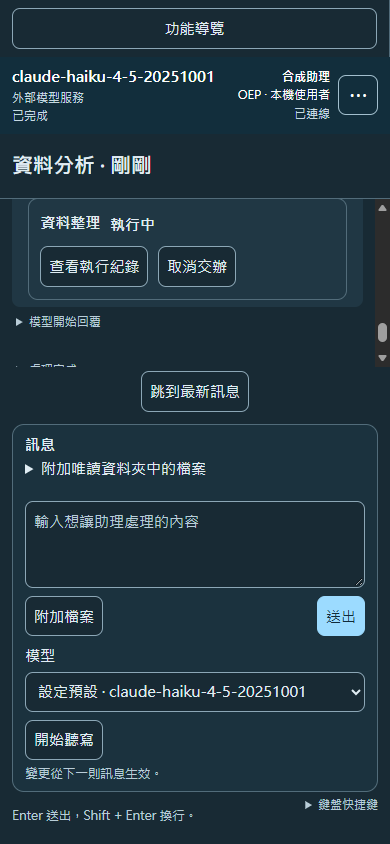 功能導覽
claude-haiku-4-5-20251001
外部模型服務
已完成
合成助理
OEP · 本機使用者
已連線
...
資料分析 · 剛剛
資料整理 執行中
查看執行紀錄 取消交辦
▶ 模型開始回覆
跳到最新訊息
訊息
▶ 附加唯讀資料夾中的檔案
輸入想讓助理處理的內容
附加檔案 送出
模型
設定預設 · claude-haiku-4-5-20251001
開始聽寫
變更從下一則訊息生效。
▶ 鍵盤快捷鍵
Enter 送出，Shift + Enter 換行。